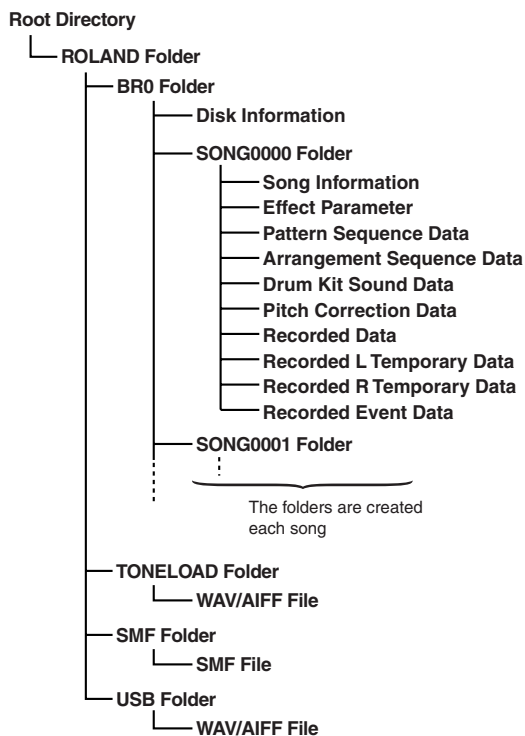 Root Directory
ROLAND Folder
BR0 Folder
Disk Information
SONG0000 Folder
Song Information
Effect Parameter
Pattern Sequence Data
Arrangement Sequence Data
Drum Kit Sound Data
Pitch Correction Data
Recorded Data
Recorded L Temporary Data
Recorded R Temporary Data
Recorded Event Data
SONG0001 Folder
The folders are created
each song
TONELOAD Folder
WAV/AIFF File
SMF Folder
SMF File
USB Folder
WAV/AIFF File